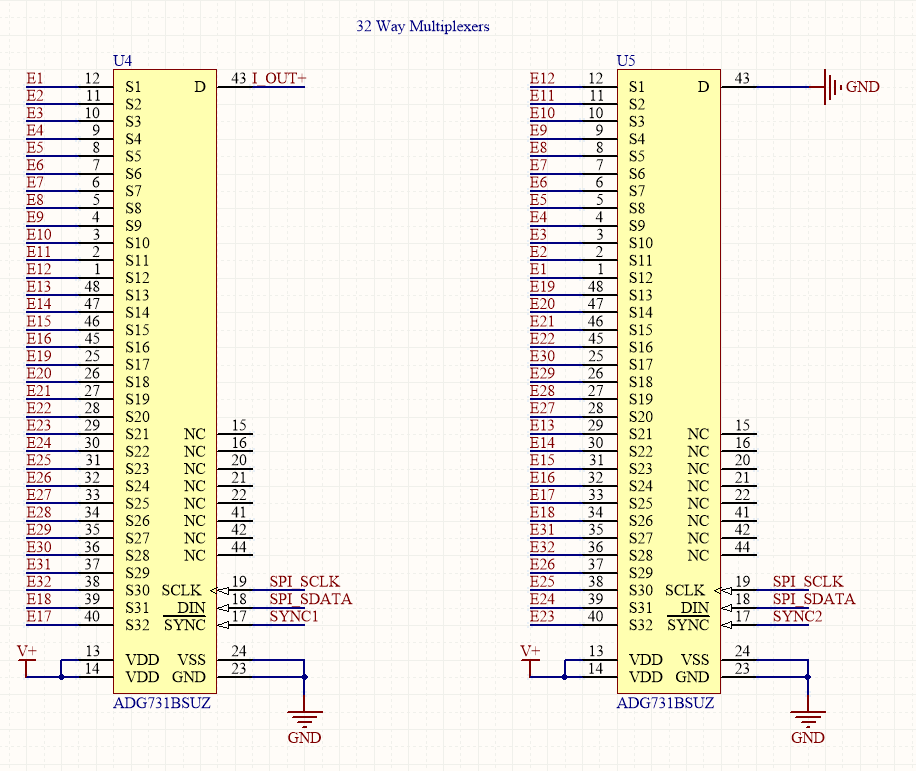 32 Way Multiplexers
U4
E1 12 S1 D 43 I_OUT+
E2 11 S2
E3 10 S3
E4 9 S4
E5 8 S5
E6 7 S6
E7 6 S7
E8 5 S8
E9 4 S9
E10 3 S10
E11 2 S11
E12 1 S12
E13 48 S13
E14 47 S14
E15 46 S15
E16 45 S16
E19 25 S17
E20 26 S18
E21 27 S19
E22 28 S20
E23 29 S21 NC 15
E24 30 S22 NC 16
E25 31 S23 NC 20
E26 32 S24 NC 21
E27 33 S25 NC 22
E28 34 S26 NC 41
E29 35 S27 NC 42
E30 36 S28 NC 44
E31 37 S29
E32 38 S30 SCLK 19 SPI_SCLK
E18 39 S31 DIN 18 SPI_SDATA
E17 40 S32 SYNC 17 SYNC1
V+ 13 VDD VSS 24
14 VDD GND 23
ADG731BSUZ
GND
U5
E12 12 S1 D 43 GND
E11 11 S2
E10 10 S3
E9 9 S4
E8 8 S5
E7 7 S6
E6 6 S7
E5 5 S8
E4 4 S9
E3 3 S10
E2 2 S11
E1 1 S12
E19 48 S13
E20 47 S14
E21 46 S15
E22 45 S16
E30 25 S17
E29 26 S18
E28 27 S19
E27 28 S20
E13 29 S21 NC 15
E14 30 S22 NC 16
E15 31 S23 NC 20
E16 32 S24 NC 21
E17 33 S25 NC 22
E18 34 S26 NC 41
E31 35 S27 NC 42
E32 36 S28 NC 44
E26 37 S29
E25 38 S30 SCLK 19 SPI_SCLK
E24 39 S31 DIN 18 SPI_SDATA
E23 40 S32 SYNC 17 SYNC2
V+ 13 VDD VSS 24
14 VDD GND 23
ADG731BSUZ
GND